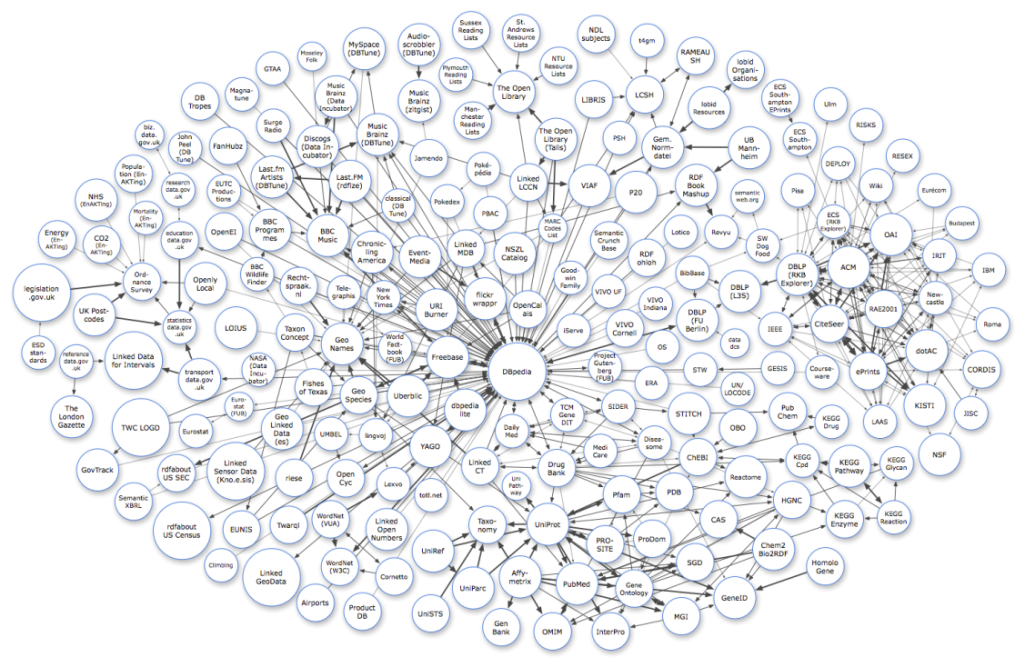 Sussex
Reading
Lists
St.
Andrews
Resource
Lists
NDL
subjects
t4gm
RAMEAU
SH
MySpace
(DBTune)
Audio-
scrobbler
(DBTune)
Moseley
Folk
GTAA
Plymouth
Reading
Lists
NTU
Resource
Lists
lobid
Organi-
sations
Magna-
tune
Music
Brainz
(Data
Incubator)
Music
Brainz
(zitgist)
The Open
Library
LIBRIS
LCSH
lobid
Resources
ECS
South-
ampton
EPrints
Ulm
DB
Tropes
Man-
chester
Reading
Lists
biz.
data.
gov.uk
Surge
Radio
Discogs
(Data In-
cubator)
Music
Brainz
(DBTune)
The Open
Library
(Talis)
PSH
Gem.
Norm-
datei
UB
Mann-
heim
ECS
South-
ampton
RISKS
John
Peel
(DB
Tune)
FanHubz
Jamendo
RESEX
Popula-
tion (En-
AKTing)
research
data.gov
.uk
Last.fm
Artists
(DBTune)
Last.FM
(rdfize)
Poké-
pédia
Linked
LCCN
VIAF
P20
RDF
Book
Mashup
DEPLOY
Wiki
NHS
(EnAKTing)
EUTC
Produc-
tions
classical
(DB
Tune)
Pokedex
semantic
web.org
Pisa
Eurécom
Mortality
(En-
AKTing)
BBC
Program
mes
BBC
Music
PBAC
MARC
Codes
List
ECS
(RKB
Explorer)
Budapest
Energy
(En-
AKTing)
CO2
(En-
AKTing)
education
data.gov
.uk
OpenEI
Chronic-
ling
America
Event-
Media
Linked
MDB
NSZL
Catalog
Semantic
Crunch
Base
RDF
ohloh
Lotico
Revyu
SW
Dog
Food
OAI
IRIT
legislation
.gov.uk
Ord-
nance
Survey
Openly
Local
BBC
Wildlife
Finder
Recht-
spraak.
nl
Tele-
graphis
New
York
Times
URI
Burner
flickr
wrappr
OpenCal
ais
Good-
win
Family
VIVO UF
VIVO
Indiana
BibBase
DBLP
(L3S)
DBLP
(RKB
Explorer)
ACM
IBM
UK Post-
codes
statistics
data.gov
.uk
LOIUS
Taxon
Concept
Geo
Names
World
Fact-
book
(FUB)
Freebase
iServe
VIVO
Cornell
DBLP
(FU
Berlin)
IEEE
CiteSeer
RAE2001
New-
castle
Roma
ESD
stan-
dards
reference
data.gov
.uk
Linked Data
for Intervals
transport
data.gov
.uk
NASA
(Data
Incu-
bator)
DBpedia
Project
Guten-
berg
(FUB)
OS
data
dcs
STW
GESIS
Course-
ware
ePrints
dotAC
CORDIS
The
London
Gazette
Euro-
stat
(FUB)
Fishes
of Texas
Geo
Species
Uberblic
dbpedia
lite
ERA
UN/
LOCODE
TWC LOGD
Eurostat
Geo
Linked
Data
(es)
UMBEL
lingvoj
YAGO
Daily
Med
TCM
Gene
DIT
SIDER
STITCH
OBO
Pub
Chem
KEGG
Drug
LAAS
KISTI
JISC
GovTrack
rdfabout
US SEC
Linked
Sensor Data
(Kno.e.sis)
riese
Open
Cyc
Lexvo
Linked
CT
Drug
Bank
Medi
Care
Disea-
some
ChEBI
Reactome
KEGG
Cpd
KEGG
Pathway
KEGG
Glycan
NSF
Semantic
XBRL
totl.net
Uni
Path-
way
Pfam
PDB
HGNC
rdfabout
US Census
EUNIS
Twarql
WordNet
(VUA)
Linked
Open
Numbers
Taxo-
nomy
UniProt
PRO-
SITE
ProDom
CAS
KEGG
Enzyme
KEGG
Reaction
Climbing
Linked
GeoData
WordNet
(W3C)
Cornetto
UniRef
UniParc
Affy-
metrix
PubMed
Gene
Ontology
SGD
Chem2
Bio2RDF
Homolo
Gene
Airports
Product
DB
UniSTS
Gen
Bank
OMIM
InterPro
MGI
GeneID